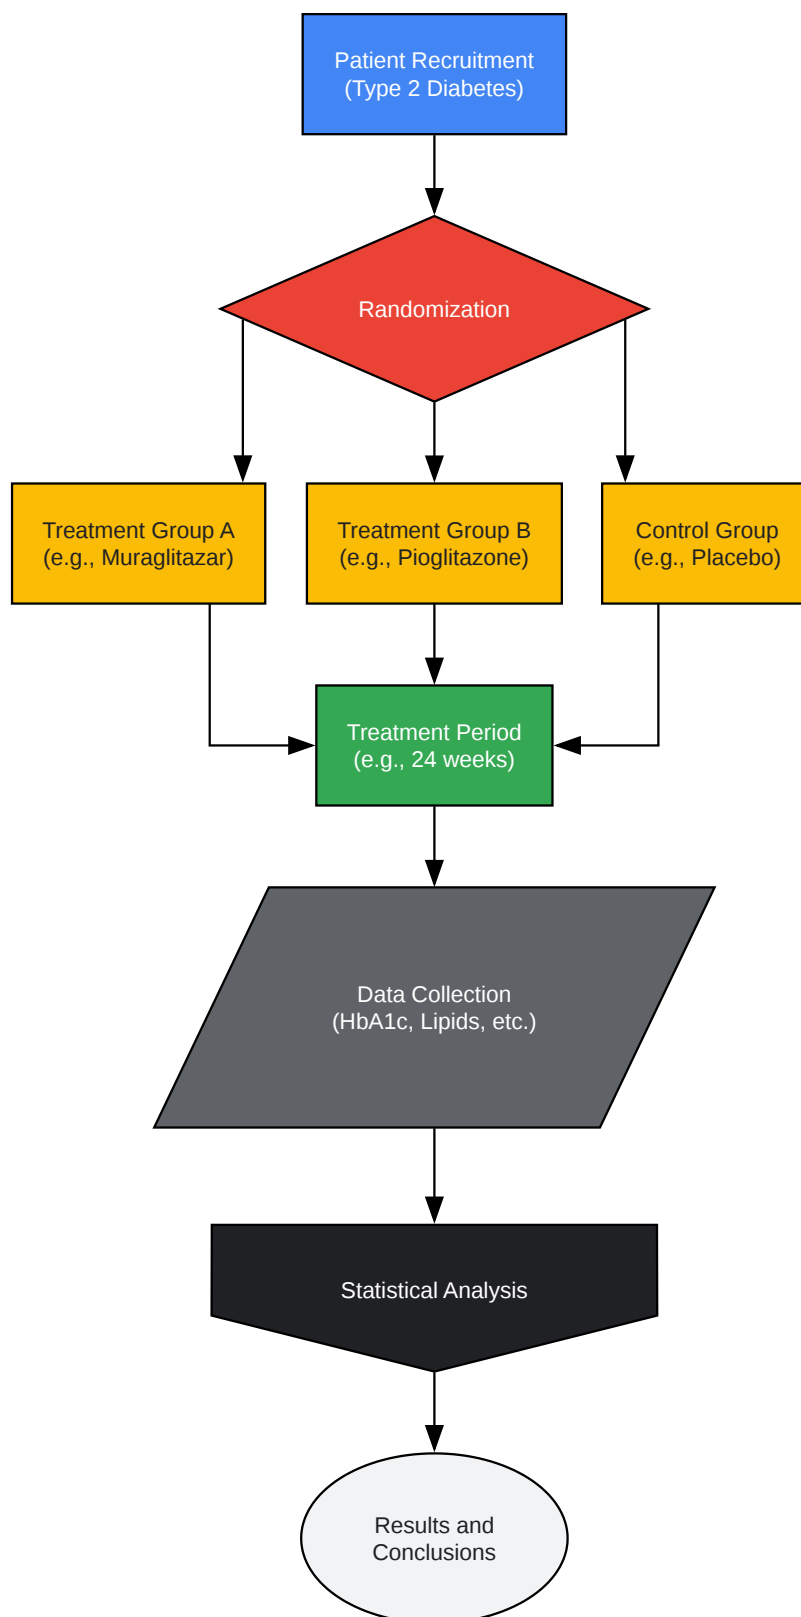 Patient Recruitment
(Type 2 Diabetes)
Randomization
Treatment Group A
(e.g., Muraglitazar)
Treatment Group B
(e.g., Pioglitazone)
Control Group
(e.g., Placebo)
Treatment Period
(e.g., 24 weeks)
Data Collection
(HbA1c, Lipids, etc.)
Statistical Analysis
Results and
Conclusions